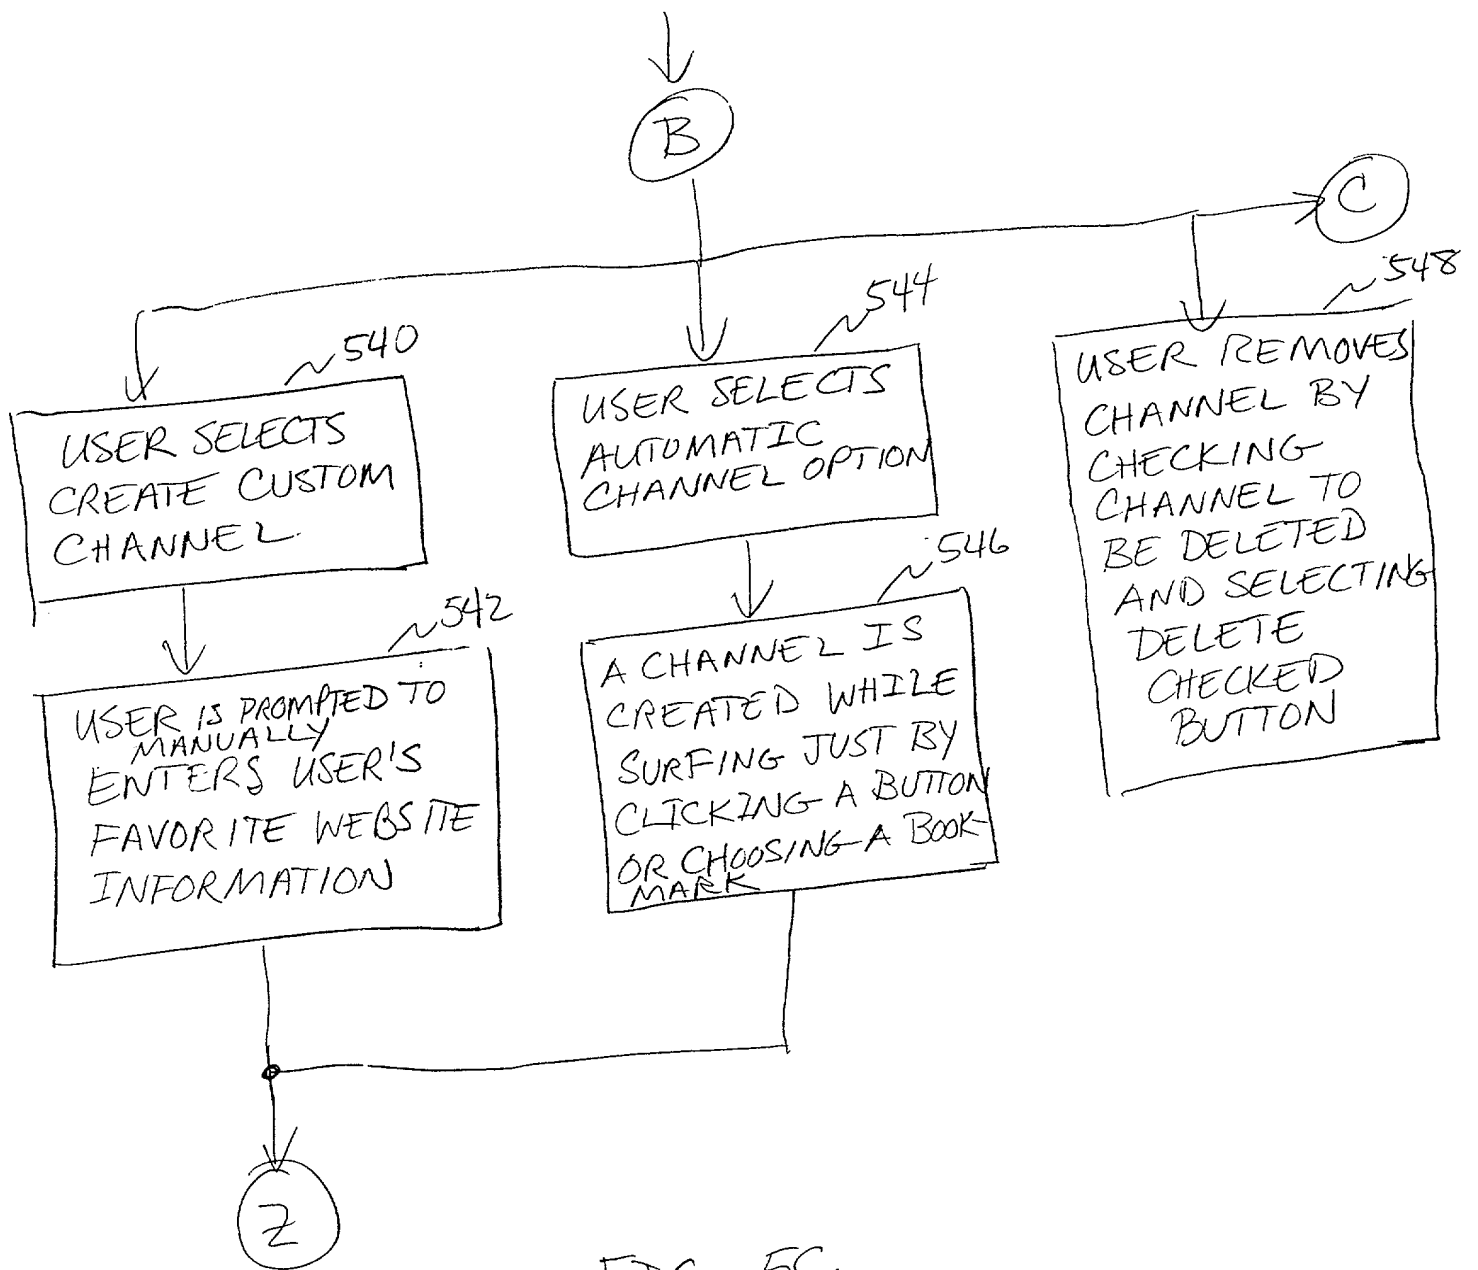 B
C
540
USER SELECTS
CREATE CUSTOM
CHANNEL.
542
USER IS PROMPTED TO
MANUALLY
ENTERS USER'S
FAVORITE WEBSITE
INFORMATION
544
USER SELECTS
AUTOMATIC
CHANNEL OPTION
546
A CHANNEL IS
CREATED WHILE
SURFING JUST BY
CLICKING A BUTTON
OR CHOOSING A BOOK-
MARK
548
USER REMOVES
CHANNEL BY
CHECKING
CHANNEL TO
BE DELETED
AND SELECTING
DELETE
CHECKED
BUTTON
Z
FIG. 5C.